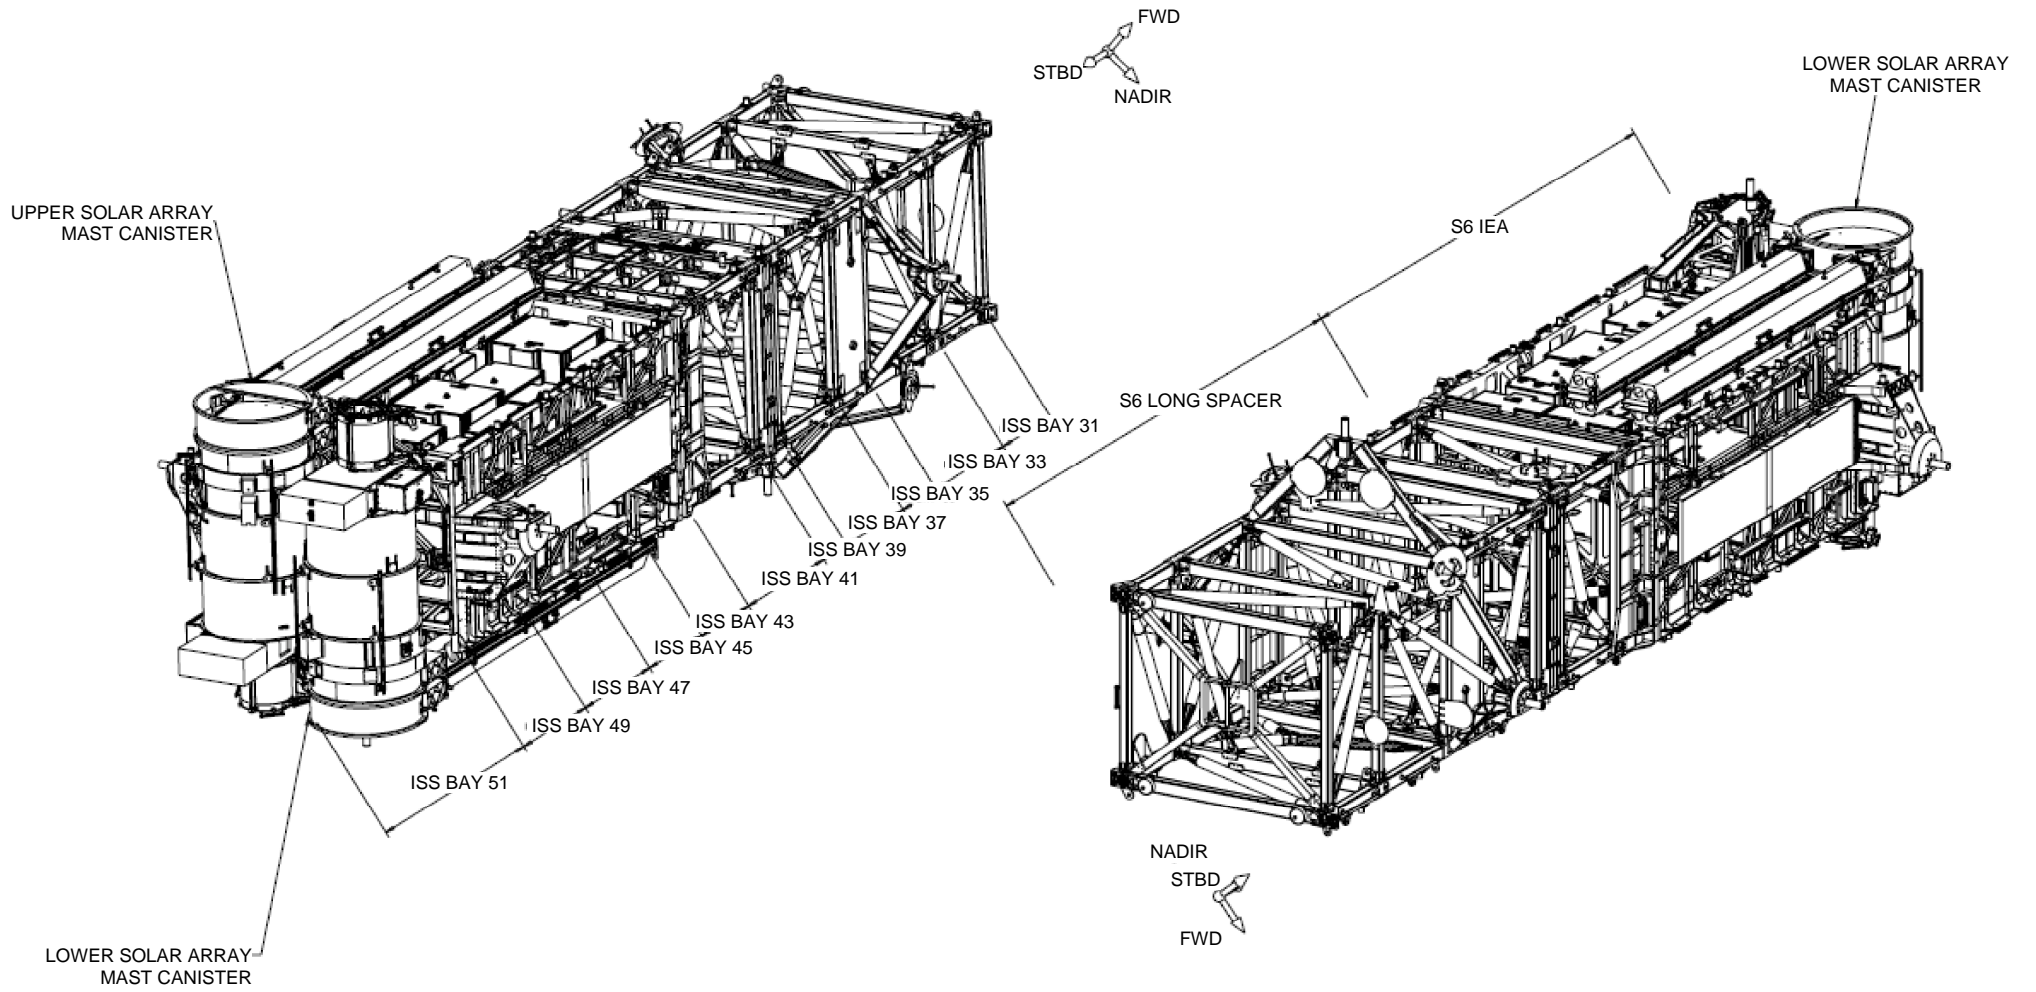 FWD
STBD
NADIR
LOWER SOLAR ARRAY
MAST CANISTER
UPPER SOLAR ARRAY
MAST CANISTER
S6 IEA
S6 LONG SPACER
ISS BAY 31
ISS BAY 33
ISS BAY 35
ISS BAY 37
ISS BAY 39
ISS BAY 41
ISS BAY 43
ISS BAY 45
ISS BAY 47
ISS BAY 49
ISS BAY 51
NADIR
STBD
FWD
LOWER SOLAR ARRAY
MAST CANISTER